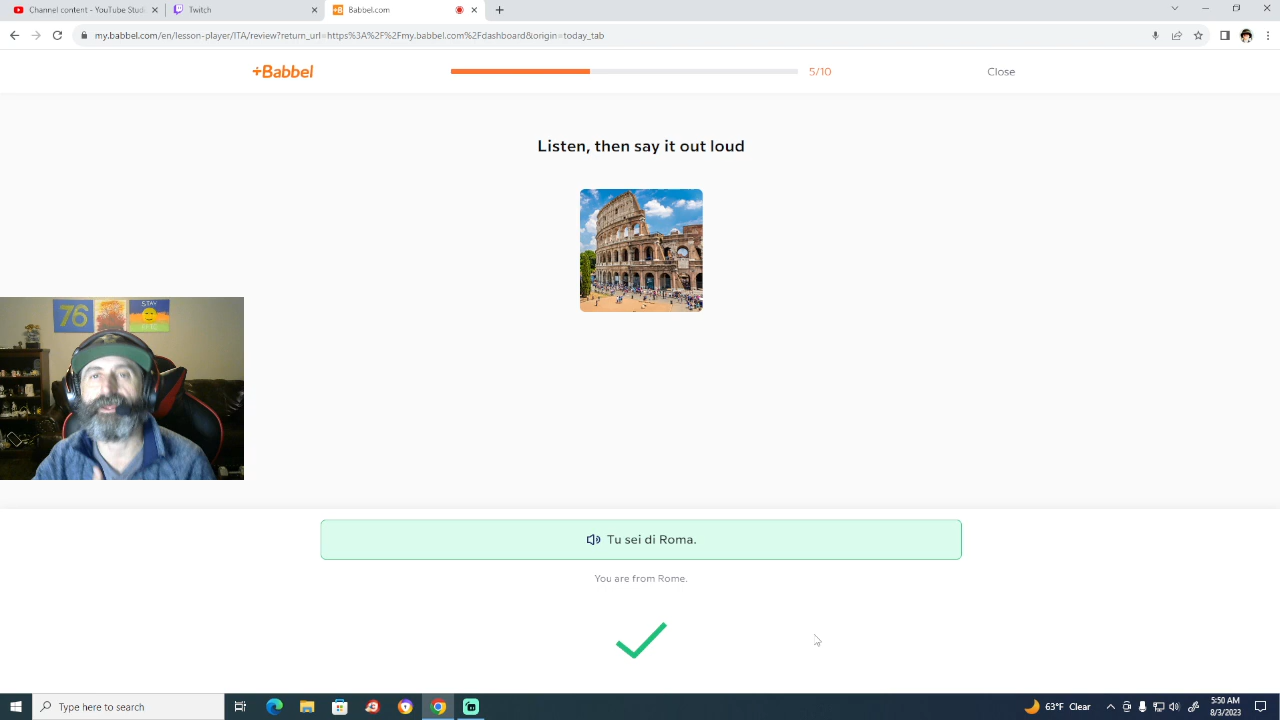 Channel content - YouTube Studi
Twitch
+B Babbel.com
my.babbel.com/en/lesson-player/ITA/review?return_url=https%3A%2F%2Fmy.babbel.com%2Fdashboard&origin=today_tab
+Babbel
5/10
Close
Listen, then say it out loud
76
STAY
Tu sei di Roma.
You are from Rome.
Type here to search
63°F Clear
5:50 AM
8/3/2023